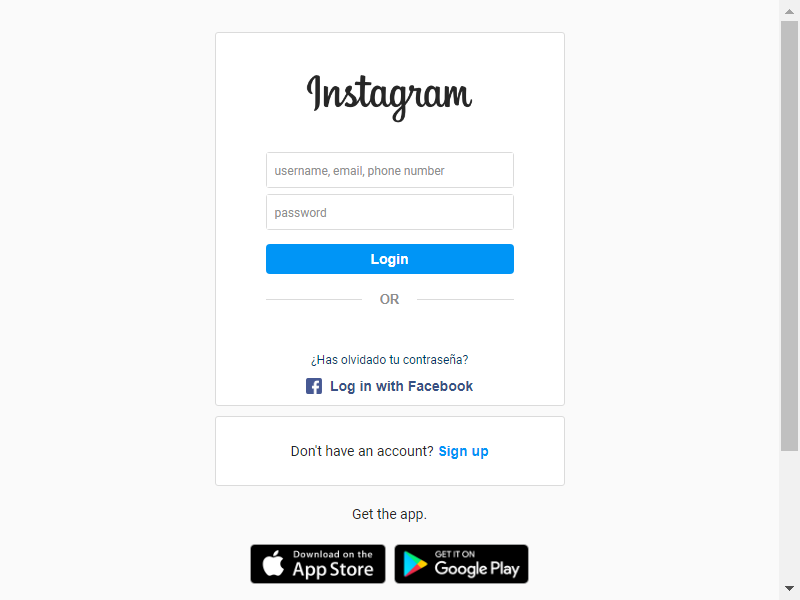 Instagram
username, email, phone number
password
Login
OR
¿Has olvidado tu contraseña?
Log in with Facebook
Don't have an account? Sign up
Get the app.
Download on the
App Store
GET IT ON
Google Play